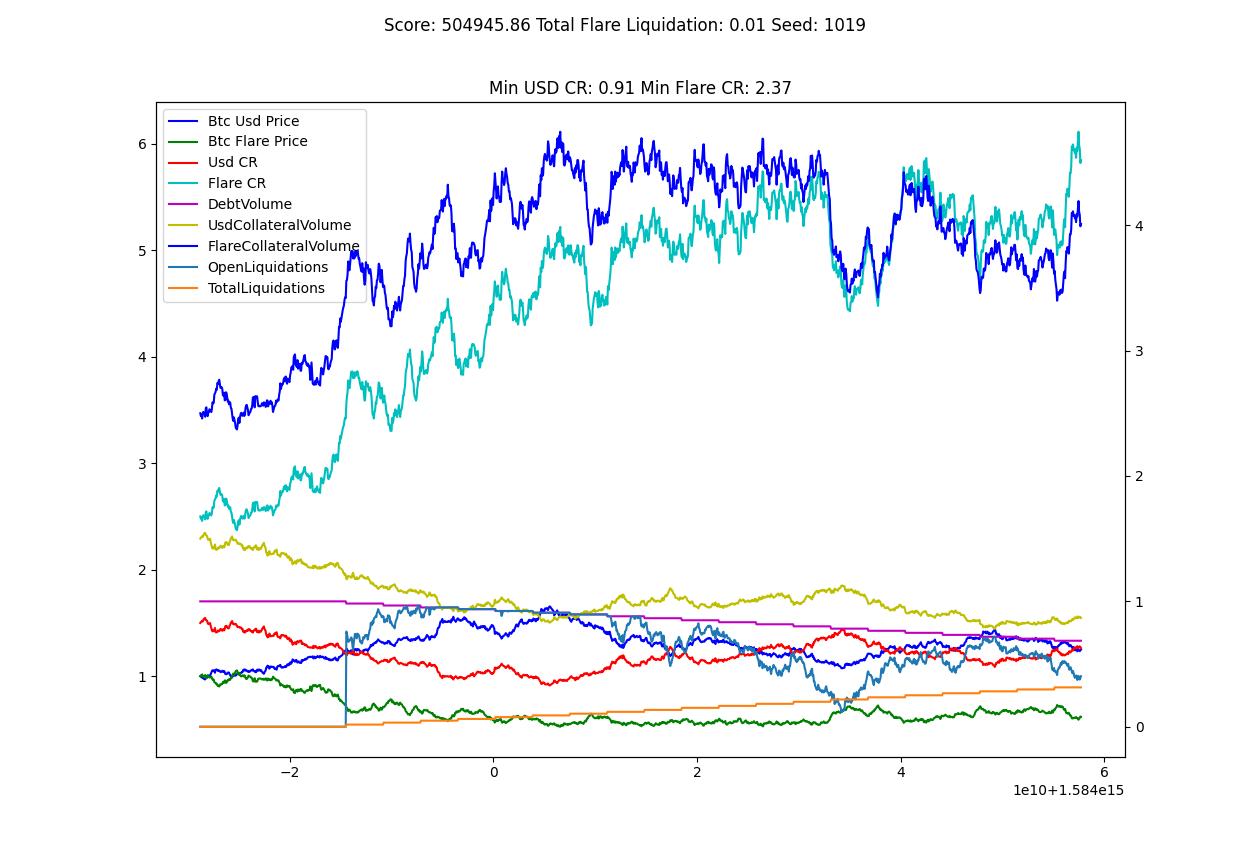 Score: 504945.86 Total Flare Liquidation: 0.01 Seed: 1019
Min USD CR: 0.91 Min Flare CR: 2.37
Btc Usd Price
Btc Flare Price
Usd CR
Flare CR
DebtVolume
UsdCollateralVolume
FlareCollateralVolume
OpenLiquidations
TotalLiquidations
6
5
4
3
2
1
4
3
2
1
0
−2
0
2
4
6
1e10+1.584e15